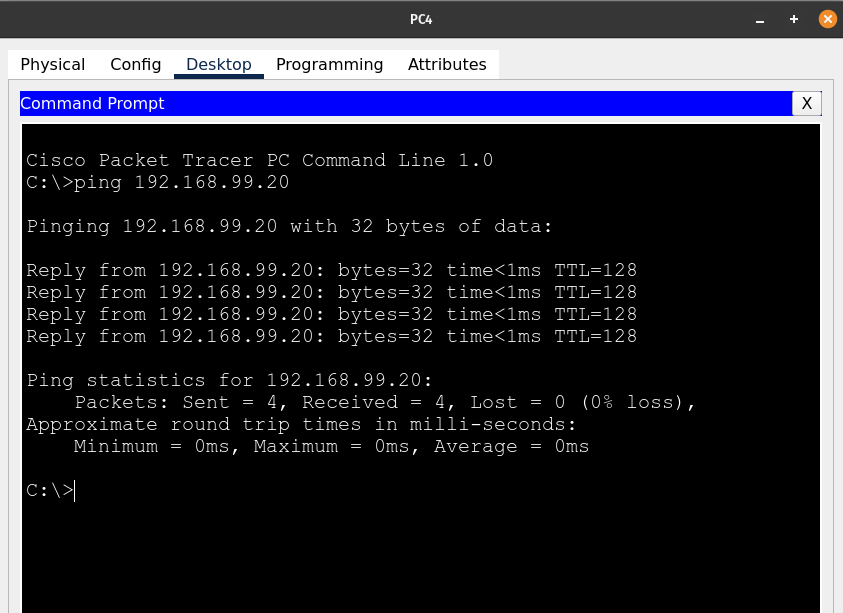 PC4
Physical Config Desktop Programming Attributes
Command Prompt X
Cisco Packet Tracer PC Command Line 1.0
C:\>ping 192.168.99.20
Pinging 192.168.99.20 with 32 bytes of data:
Reply from 192.168.99.20: bytes=32 time<1ms TTL=128
Reply from 192.168.99.20: bytes=32 time<1ms TTL=128
Reply from 192.168.99.20: bytes=32 time<1ms TTL=128
Reply from 192.168.99.20: bytes=32 time<1ms TTL=128
Ping statistics for 192.168.99.20:
Packets: Sent = 4, Received = 4, Lost = 0 (0% loss),
Approximate round trip times in milli-seconds:
Minimum = 0ms, Maximum = 0ms, Average = 0ms
C:\>